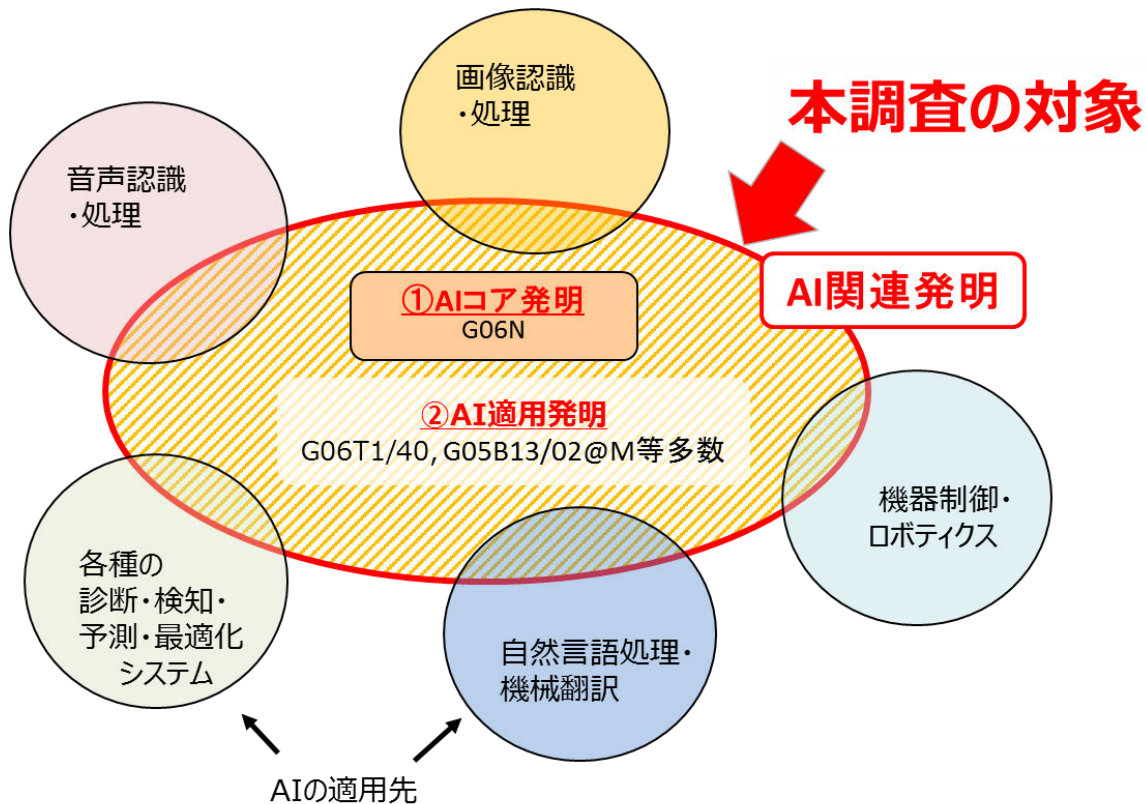 画像認識
・処理
本調査の対象
音声認識
・処理
AI関連発明
①AIコア発明
G06N
②AI適用発明
G06T1/40, G05B13/02@M等多数
機器制御・
ロボティクス
各種の
診断・検知・
予測・最適化
システム
自然言語処理・
機械翻訳
AIの適用先